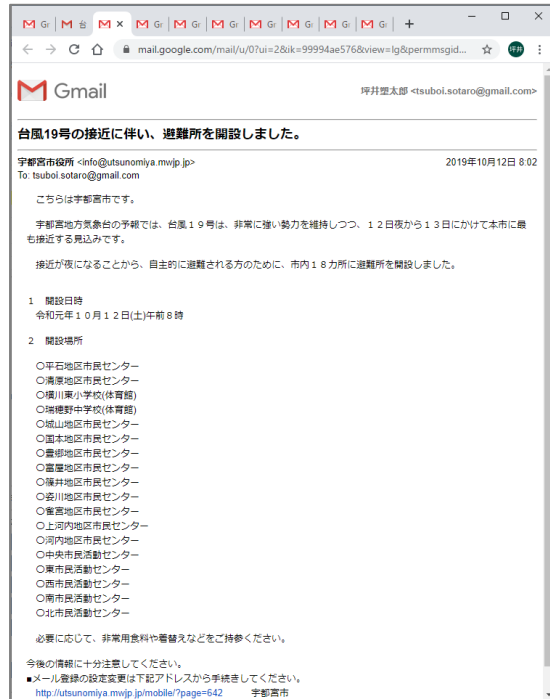 Gr
台
Gr
Gr
Gr
Gr
Gr
Gr
Gr
mail.google.com/mail/u/0?ui=2&ik=99994ae576&view=lg&permmsgid...
坪井
Gmail
坪井塑太郎 <tsuboi.sotaro@gmail.com>
台風19号の接近に伴い、避難所を開設しました。
宇都宮市役所 <info@utsunomiya.mwjp.jp>
2019年10月12日 8:02
To: tsuboi.sotaro@gmail.com
こちらは宇都宮市です。
宇都宮地方気象台の予報では、台風１９号は、非常に強い勢力を維持しつつ、１２日夜から１３日にかけて本市に最
も接近する見込みです。
接近が夜になることから、自主的に避難される方のために、市内１８カ所に避難所を開設しました。
１　開設日時
令和元年１０月１２日(土)午前８時
２　開設場所
○平石地区市民センター
○清原地区市民センター
○横川東小学校(体育館)
○瑞穂野中学校(体育館)
○城山地区市民センター
○国本地区市民センター
○豊郷地区市民センター
○富屋地区市民センター
○篠井地区市民センター
○姿川地区市民センター
○雀宮地区市民センター
○上河内地区市民センター
○河内地区市民センター
○中央市民活動センター
○東市民活動センター
○西市民活動センター
○南市民活動センター
○北市民活動センター
必要に応じて、非常用食料や着替えなどをご持参ください。
今後の情報に十分注意してください。
■メール登録の設定変更は下記アドレスから手続きしてください。
http://utsunomiya.mwjp.jp/mobile/?page=642　宇都宮市